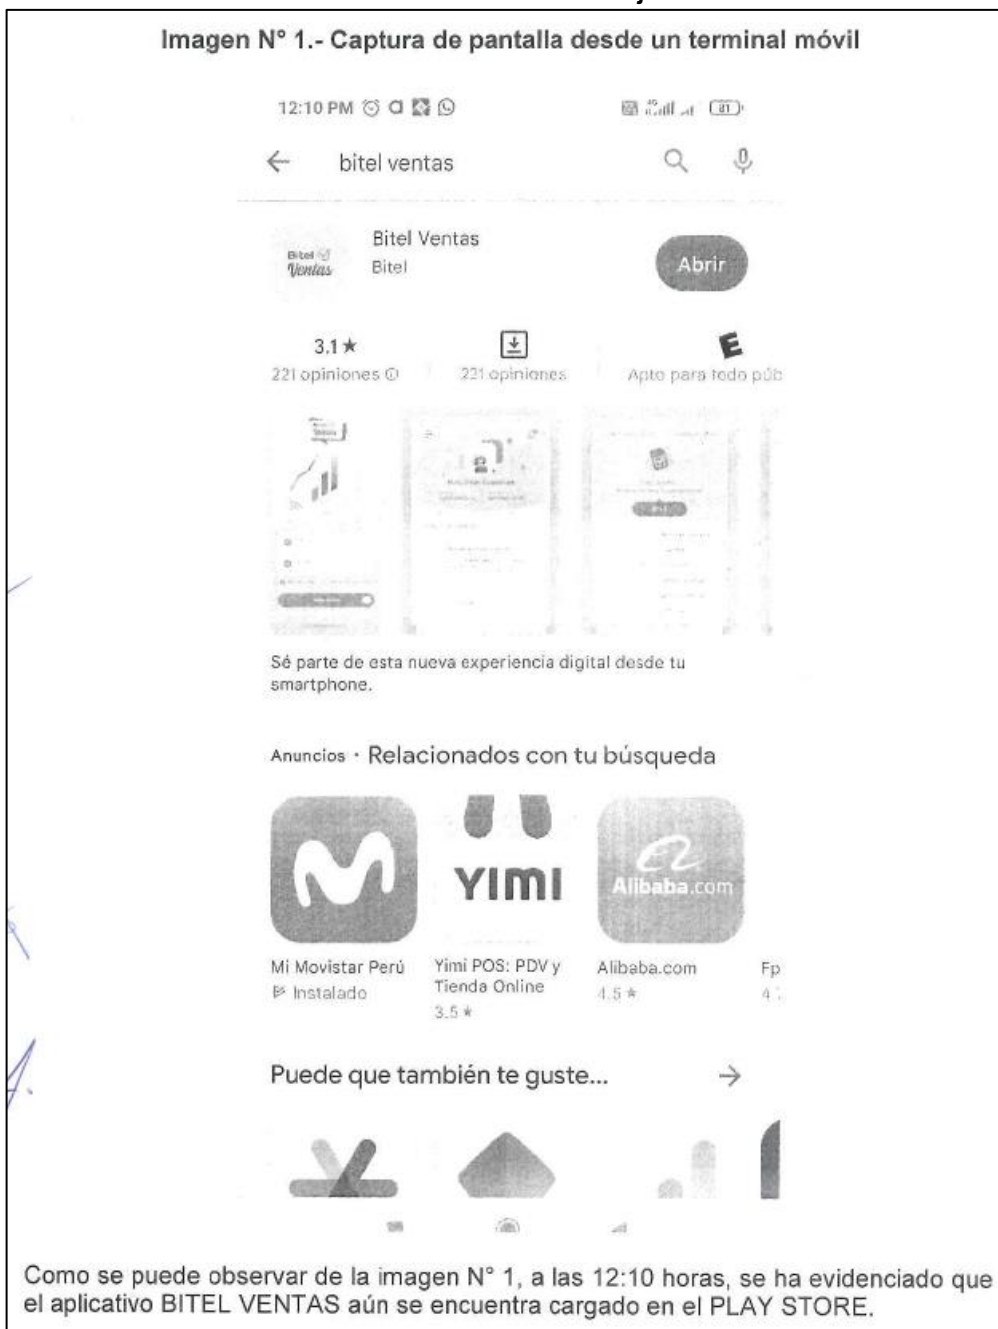 Imagen N° 1.- Captura de pantalla desde un terminal móvil
12:10 PM
bitel ventas
Bitel Ventas
Bitel
Ventas
Bitel
Abrir
3.1★
E
221 opiniones
221 opiniones
Apto para todo púb
Sé parte de esta nueva experiencia digital desde tu
smartphone.
Anuncios · Relacionados con tu búsqueda
YIMI
Alibaba.com
Mi Movistar Perú
Instalado
Yimi POS: PDV y
Tienda Online
3.5 ★
Alibaba.com
4.5 ★
Fp
Puede que también te guste...
Como se puede observar de la imagen N° 1, a las 12:10 horas, se ha evidenciado que
el aplicativo BITEL VENTAS aún se encuentra cargado en el PLAY STORE.